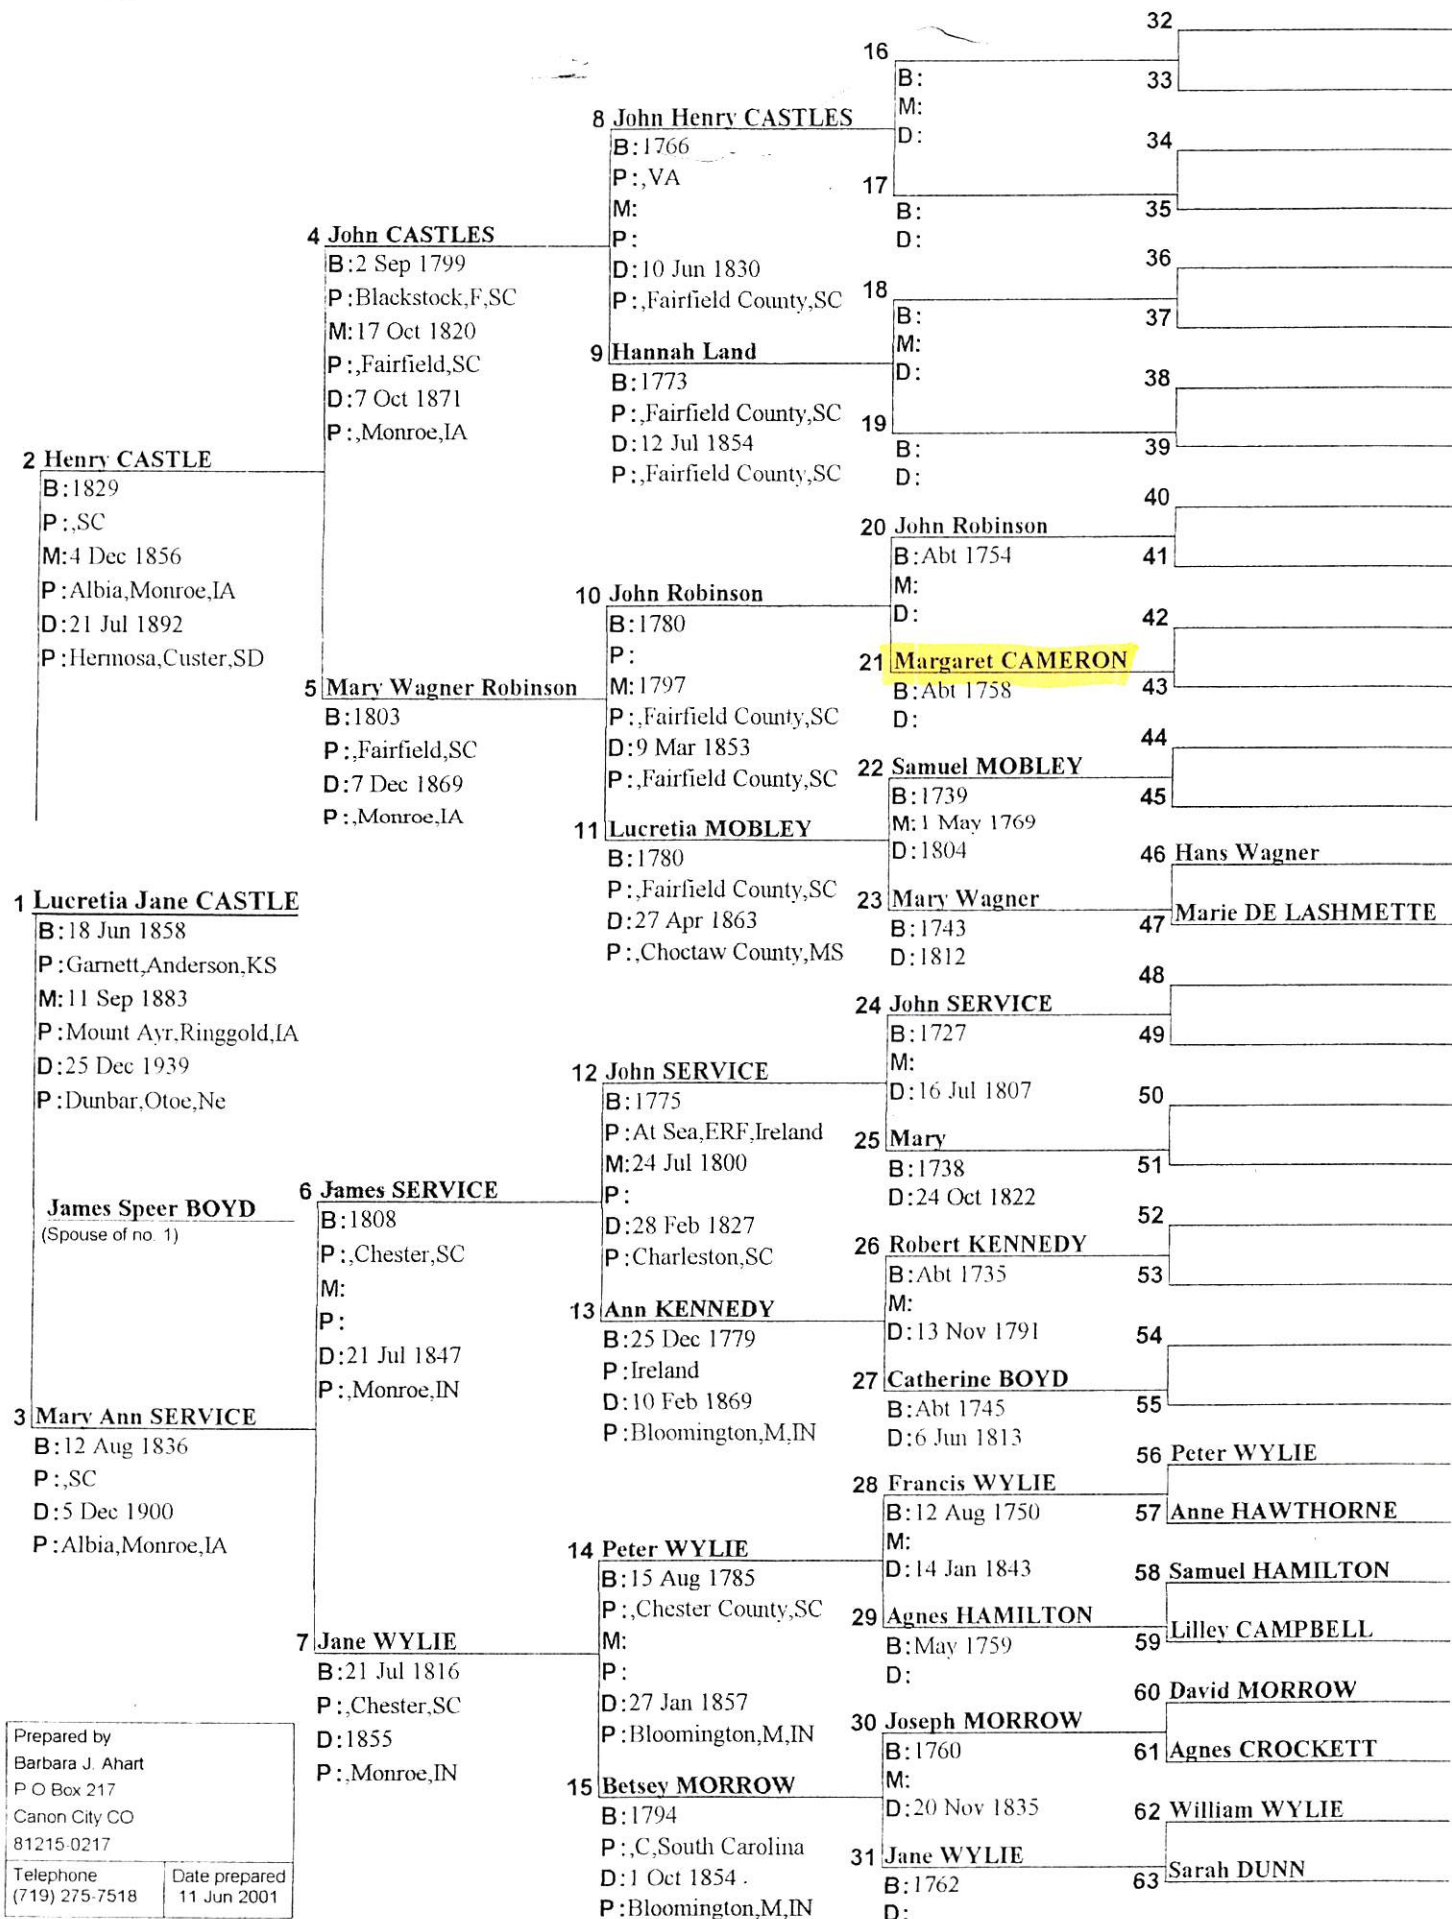 2 Henry CASTLE
B:1829
P:,SC
M:4 Dec 1856
P:Albia,Monroe,IA
D:21 Jul 1892
P:Hermosa,Custer,SD
1 Lucretia Jane CASTLE
B:18 Jun 1858
P:Garnett,Anderson,KS
M:11 Sep 1883
P:Mount Ayr,Ringgold,IA
D:25 Dec 1939
P:Dunbar,Otoe,Ne
James Speer BOYD
(Spouse of no. 1)
3 Mary Ann SERVICE
B:12 Aug 1836
P:,SC
D:5 Dec 1900
P:Albia,Monroe,IA
Prepared by
Barbara J. Ahart
P O Box 217
Canon City CO
81215-0217
Telephone
(719) 275-7518
Date prepared
11 Jun 2001
4 John CASTLES
B:2 Sep 1799
P:Blackstock,F,SC
M:17 Oct 1820
P:,Fairfield,SC
D:7 Oct 1871
P:,Monroe,IA
5 Mary Wagner Robinson
B:1803
P:,Fairfield,SC
D:7 Dec 1869
P:,Monroe,IA
6 James SERVICE
B:1808
P:,Chester,SC
M:
P:
D:21 Jul 1847
P:,Monroe,IN
7 Jane WYLIE
B:21 Jul 1816
P:,Chester,SC
D:1855
P:,Monroe,IN
8 John Henry CASTLES
B:1766
P:,VA
M:
P:
D:10 Jun 1830
P:,Fairfield County,SC
9 Hannah Land
B:1773
P:,Fairfield County,SC
D:12 Jul 1854
P:,Fairfield County,SC
10 John Robinson
B:1780
P:
M:1797
P:,Fairfield County,SC
D:9 Mar 1853
P:,Fairfield County,SC
11 Lucretia MOBLEY
B:1780
P:,Fairfield County,SC
D:27 Apr 1863
P:,Choctaw County,MS
12 John SERVICE
B:1775
P:At Sea,ERF,Ireland
M:24 Jul 1800
P:
D:28 Feb 1827
P:Charleston,SC
13 Ann KENNEDY
B:25 Dec 1779
P:Ireland
D:10 Feb 1869
P:Bloomington,M,IN
14 Peter WYLIE
B:15 Aug 1785
P:,Chester County,SC
M:
P:
D:27 Jan 1857
P:Bloomington,M,IN
15 Betsey MORROW
B:1794
P:,C,South Carolina
D:1 Oct 1854
P:Bloomington,M,IN
16
B:
M:
D:
17
B:
D:
18
B:
M:
D:
19
B:
D:
20 John Robinson
B:Abt 1754
M:
D:
21 Margaret CAMERON
B:Abt 1758
D:
22 Samuel MOBLEY
B:1739
M:1 May 1769
D:1804
23 Mary Wagner
B:1743
D:1812
24 John SERVICE
B:1727
M:
D:16 Jul 1807
25 Mary
B:1738
D:24 Oct 1822
26 Robert KENNEDY
B:Abt 1735
M:
D:13 Nov 1791
27 Catherine BOYD
B:Abt 1745
D:6 Jun 1813
28 Francis WYLIE
B:12 Aug 1750
M:
D:14 Jan 1843
29 Agnes HAMILTON
B:May 1759
D:
30 Joseph MORROW
B:1760
M:
D:20 Nov 1835
31 Jane WYLIE
B:1762
D:
32
33
34
35
36
37
38
39
40
41
42
43
44
45
46 Hans Wagner
47 Marie DE LASHMETTE
48
49
50
51
52
53
54
55
56 Peter WYLIE
57 Anne HAWTHORNE
58 Samuel HAMILTON
59 Lilley CAMPBELL
60 David MORROW
61 Agnes CROCKETT
62 William WYLIE
63 Sarah DUNN